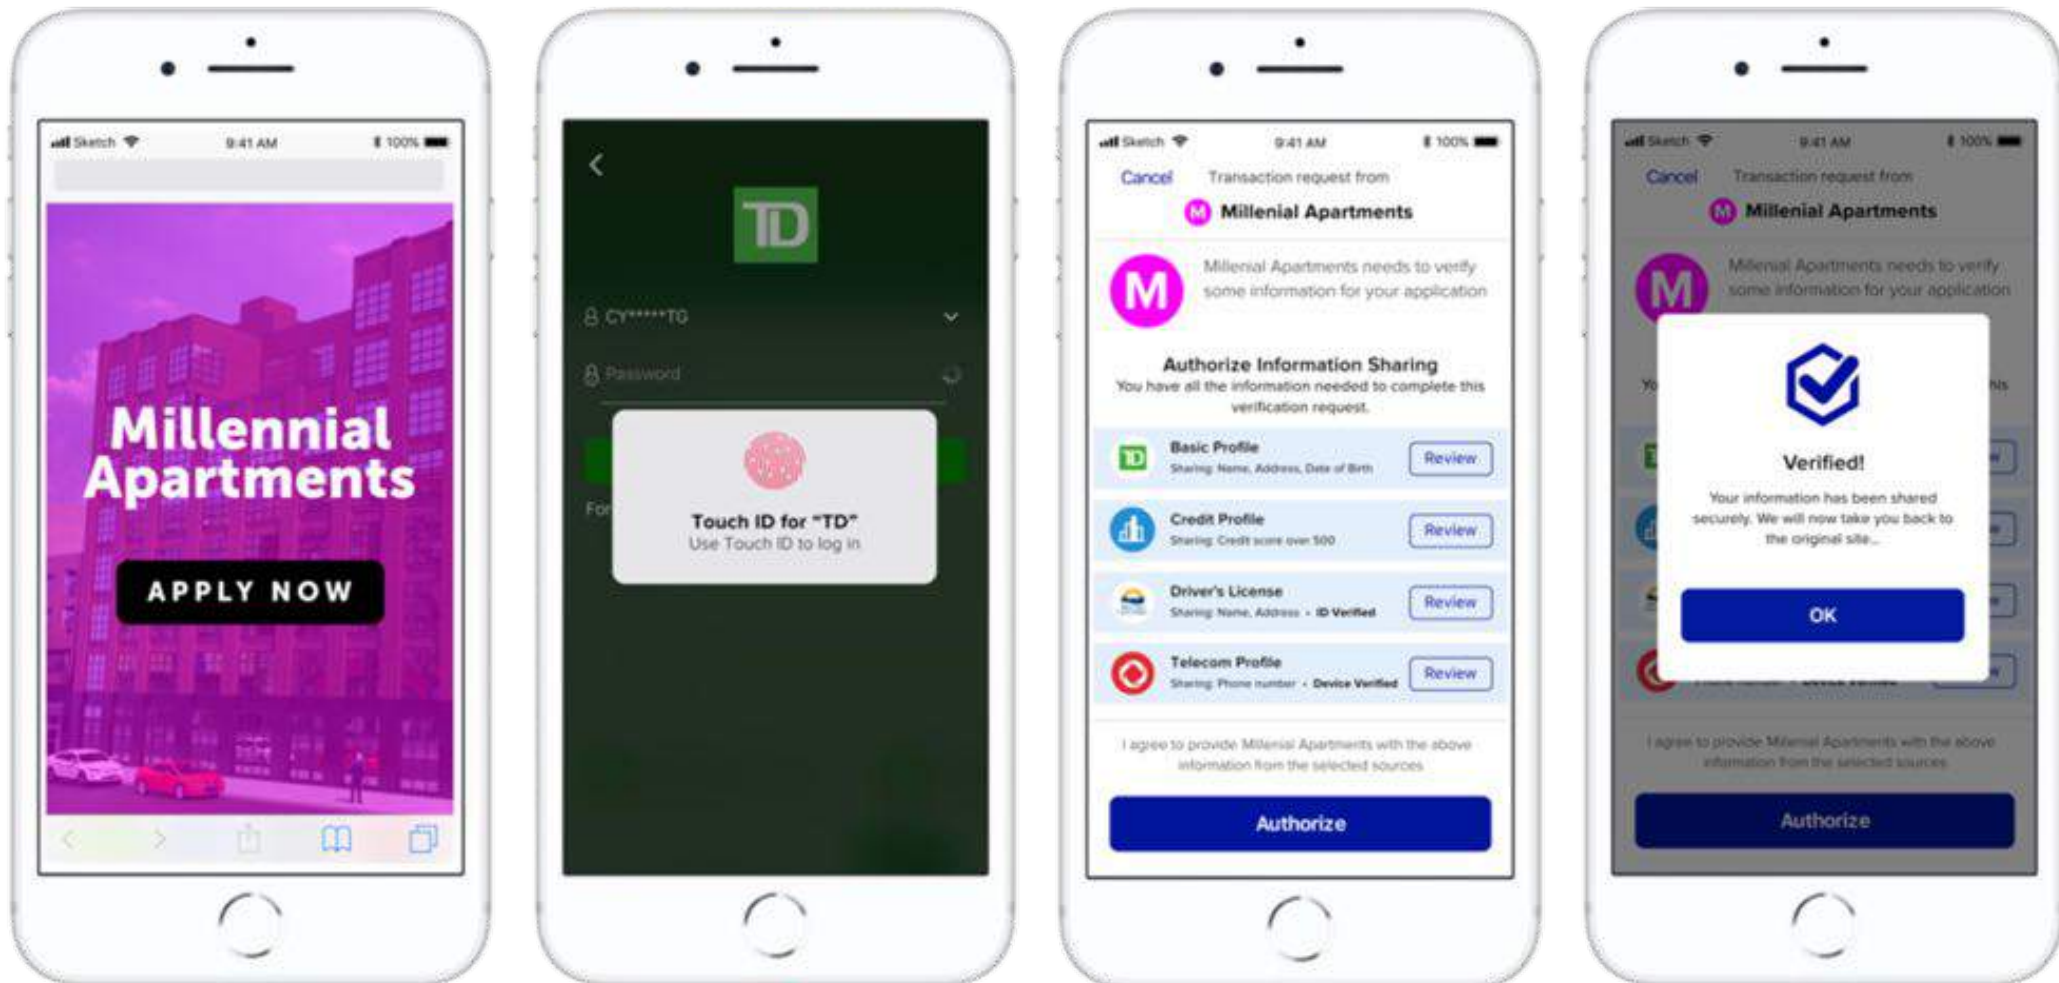 Sketch 9:41 AM 100%
Millennial
Apartments
APPLY NOW
TD
CY*****TG
Password
For
Touch ID for “TD”
Use Touch ID to log in
Sketch 9:41 AM 100%
Cancel Transaction request from
M Millenial Apartments
M
Millenial Apartments needs to verify
some information for your application
Authorize Information Sharing
You have all the information needed to complete this
verification request.
TD
Basic Profile
Sharing: Name, Address, Date of Birth
Review
Credit Profile
Sharing: Credit score over 500
Review
Driver's License
Sharing: Name, Address • ID Verified
Review
Telecom Profile
Sharing: Phone number • Device Verified
Review
I agree to provide Millenial Apartments with the above
information from the selected sources
Authorize
Sketch 9:41 AM 100%
Cancel Transaction request from
M Millenial Apartments
M
Millenial Apartments needs to verify
some information for your application
Verified!
Your information has been shared
securely. We will now take you back to
the original site...
OK
I agree to provide Millenial Apartments with the above
information from the selected sources
Authorize